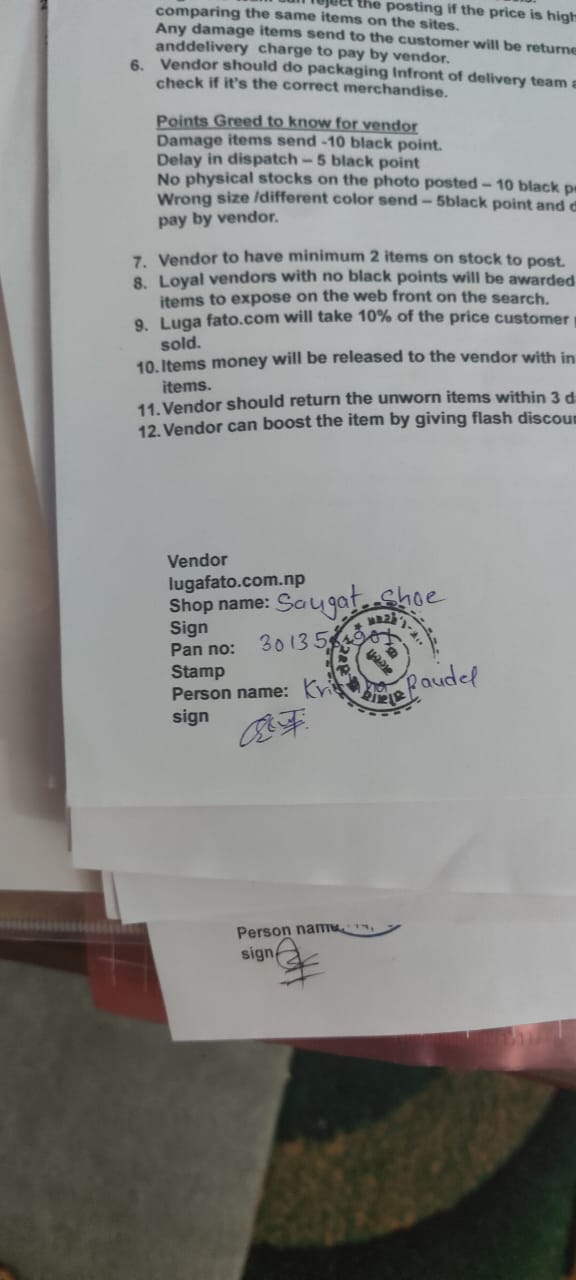 reject the posting if the price is high
comparing the same items on the sites.
Any damage items send to the customer will be returne
anddelivery charge to pay by vendor.
6. Vendor should do packaging Infront of delivery team a
check if it's the correct merchandise.
Points Greed to know for vendor
Damage items send -10 black point.
Delay in dispatch – 5 black point
No physical stocks on the photo posted – 10 black p
Wrong size /different color send – 5black point and d
pay by vendor.
7. Vendor to have minimum 2 items on stock to post.
8. Loyal vendors with no black points will be awarded
items to expose on the web front on the search.
9. Luga fato.com will take 10% of the price customer
sold.
10. Items money will be released to the vendor with in
items.
11. Vendor should return the unworn items within 3 d
12. Vendor can boost the item by giving flash discou
Vendor
lugafato.com.np
Shop name: Saugat Shoe
Sign
Pan no:
Stamp
Person name: Paudel
sign
Person name
sign